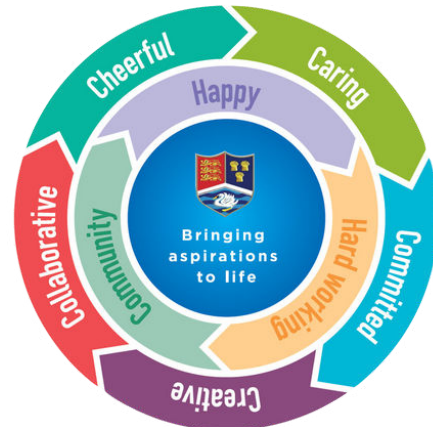 Cheerful
Caring
Committed
Creative
Collaborative
Happy
Hard working
Community
Bringing
aspirations
to life